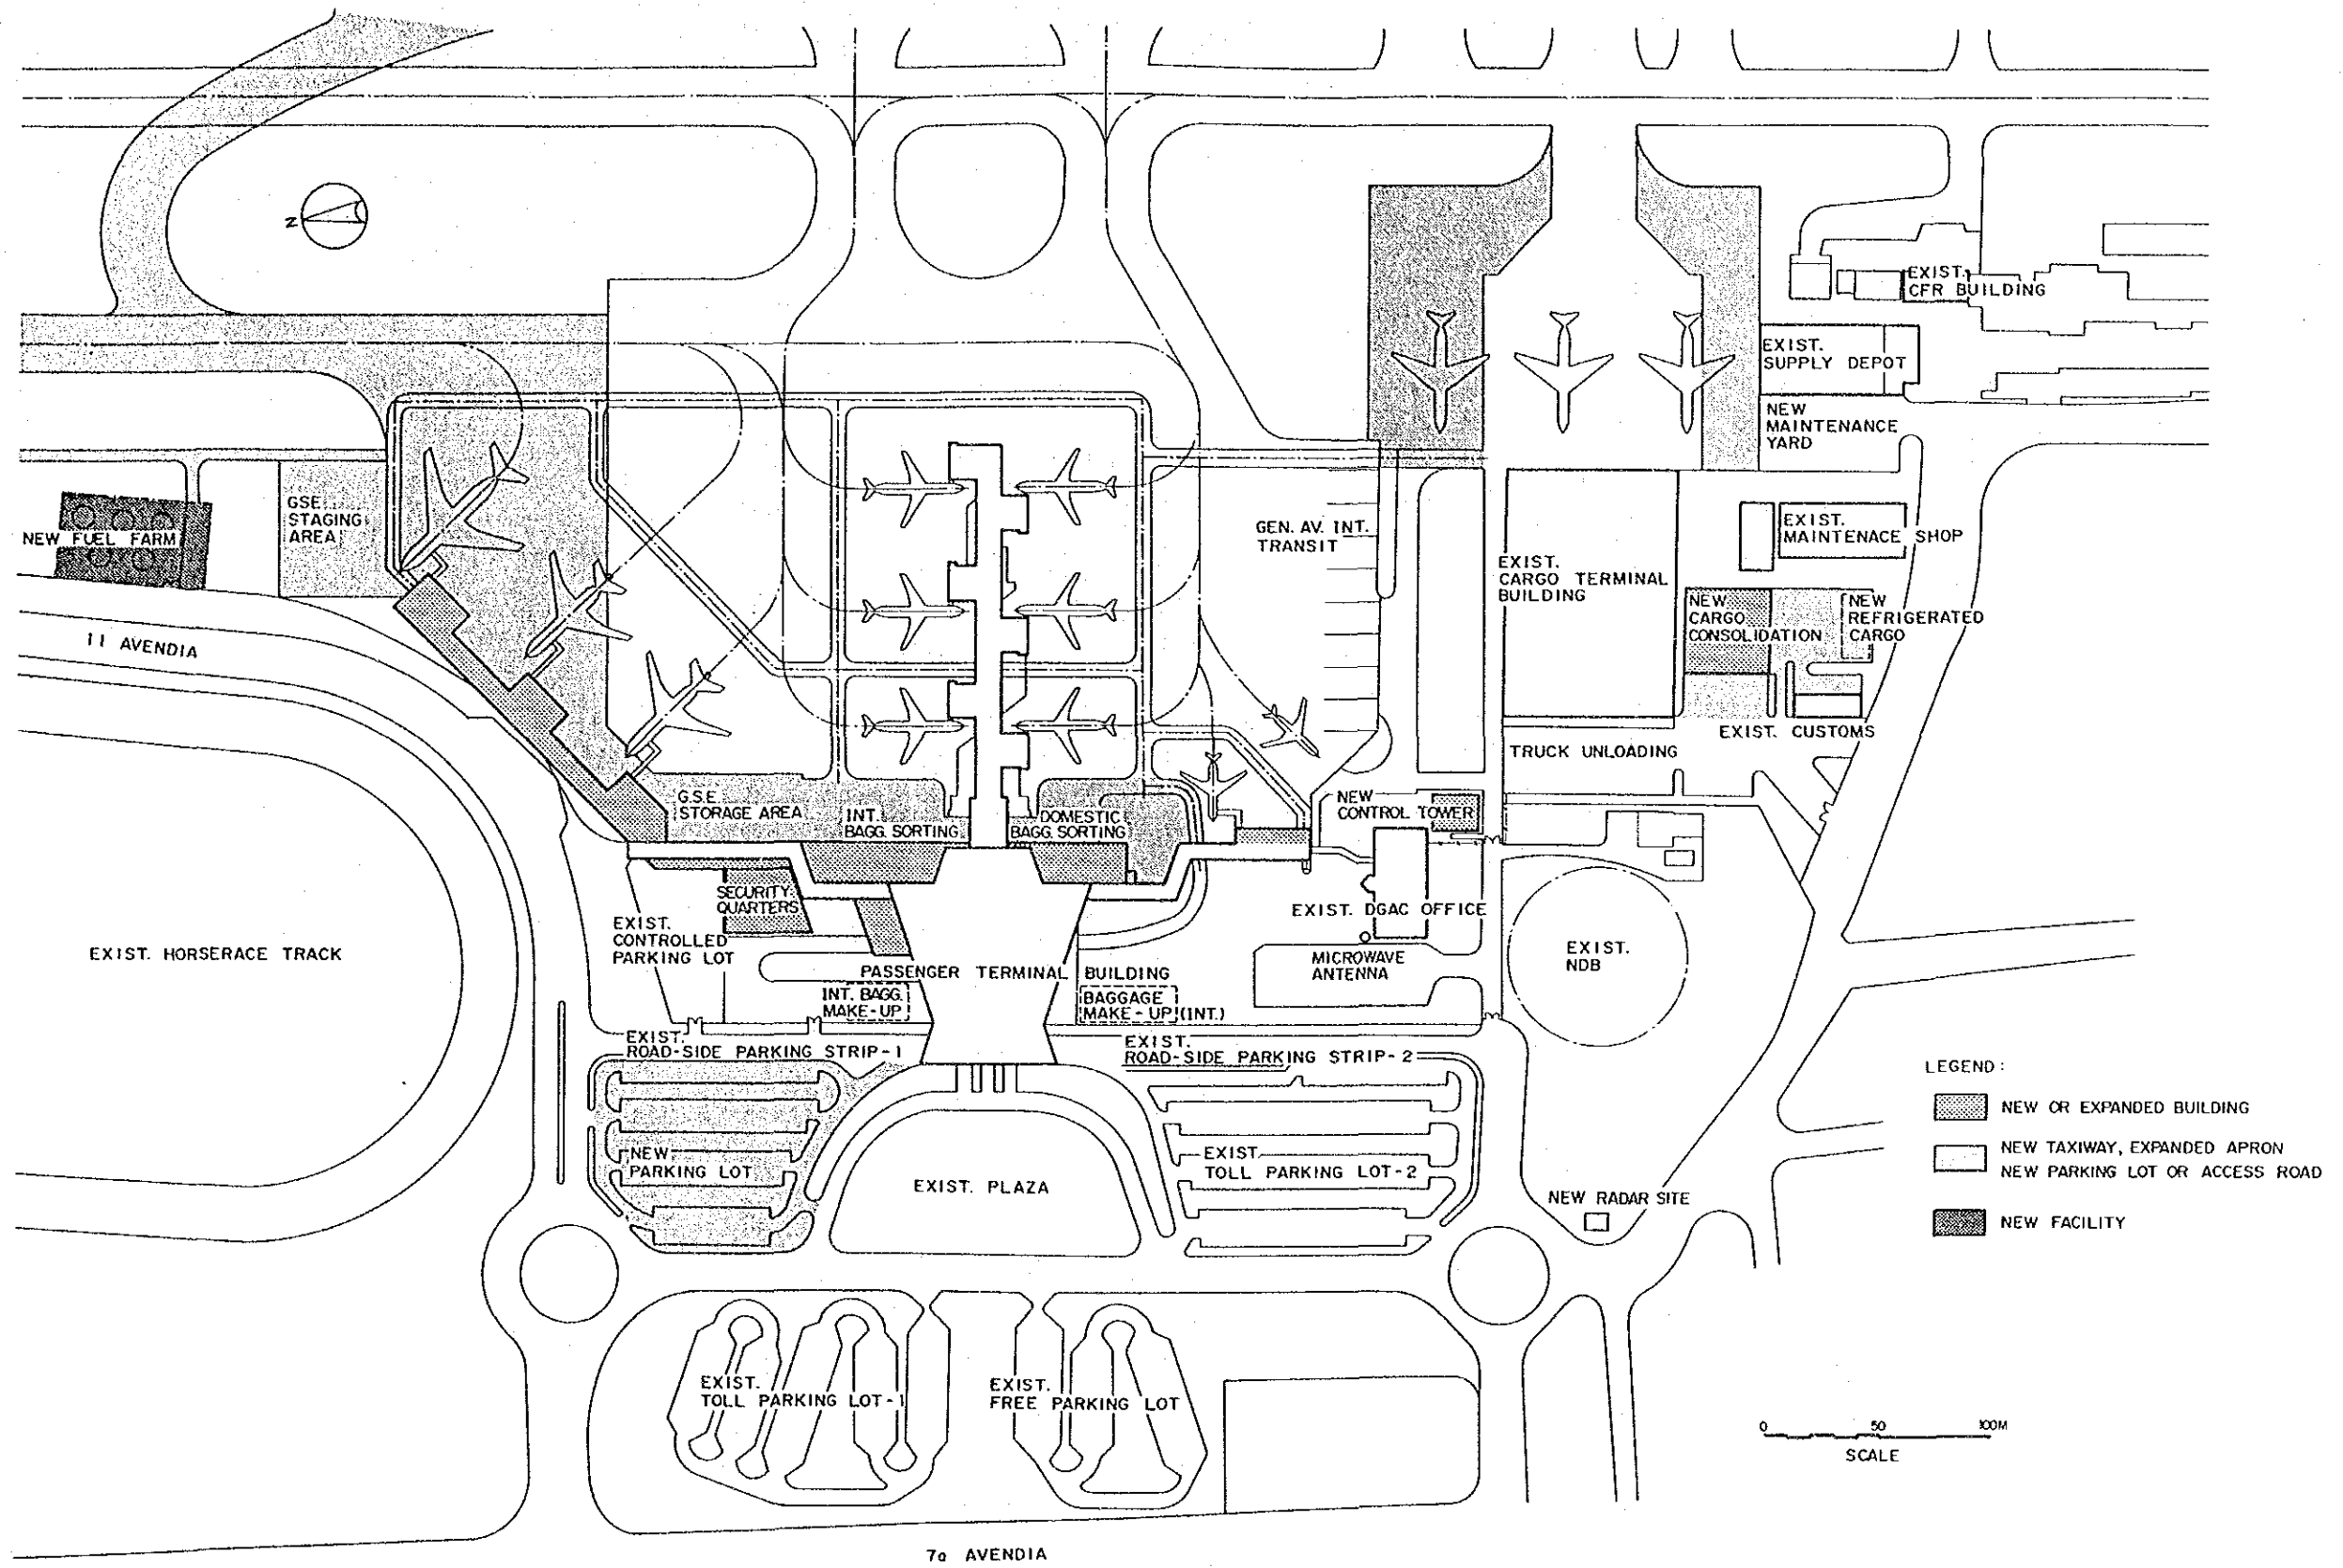 N
EXIST.
CFR BUILDING
EXIST.
SUPPLY DEPOT
NEW
MAINTENANCE
YARD
GSE
STAGING
AREA
NEW FUEL FARM
GEN. AV. INT.
TRANSIT
EXIST.
MAINTENACE SHOP
EXIST.
CARGO TERMINAL
BUILDING
NEW
CARGO
CONSOLIDATION
NEW
REFRIGERATED
CARGO
11 AVENDIA
EXIST. CUSTOMS
TRUCK UNLOADING
G.S.E.
STORAGE AREA
INT.
BAGG. SORTING
DOMESTIC
BAGG. SORTING
NEW
CONTROL TOWER
SECURITY
QUARTERS
EXIST.
CONTROLLED
PARKING LOT
EXIST. DGAC OFFICE
EXIST. HORSERACE TRACK
EXIST.
NDB
MICROWAVE
ANTENNA
PASSENGER TERMINAL BUILDING
INT. BAGG.
MAKE-UP
BAGGAGE
MAKE-UP (INT.)
EXIST.
ROAD-SIDE PARKING STRIP-1
EXIST.
ROAD-SIDE PARKING STRIP-2
NEW
PARKING LOT
EXIST. PLAZA
EXIST.
TOLL PARKING LOT-2
NEW RADAR SITE
LEGEND:
NEW OR EXPANDED BUILDING
NEW TAXIWAY, EXPANDED APRON
NEW PARKING LOT OR ACCESS ROAD
NEW FACILITY
EXIST.
TOLL PARKING LOT-1
EXIST.
FREE PARKING LOT
0 50 100M
SCALE
7a AVENDIA